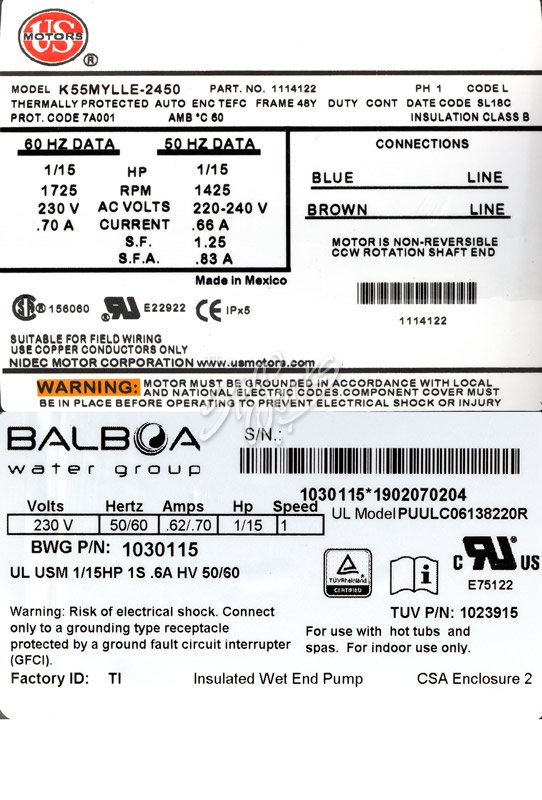 US
MOTORS
®
MODEL K55MYLLE-2450 PART. NO. 1114122 PH 1 CODE L
THERMALLY PROTECTED AUTO ENC TEFC FRAME 48Y DUTY CONT DATE CODE SL18C
PROT. CODE 7A001 AMB °C 60 INSULATION CLASS B
60 HZ DATA 50 HZ DATA
1/15 HP 1/15
1725 RPM 1425
230 V AC VOLTS 220-240 V
.70 A CURRENT .66 A
S.F. 1.25
S.F.A. .83 A
CONNECTIONS
BLUE LINE
BROWN LINE
MOTOR IS NON-REVERSIBLE
CCW ROTATION SHAFT END
Made in Mexico
® 156060 E22922 CE IPx5
1114122
SUITABLE FOR FIELD WIRING
USE COPPER CONDUCTORS ONLY
NIDEC MOTOR CORPORATION www.usmotors.com
WARNING: MOTOR MUST BE GROUNDED IN ACCORDANCE WITH LOCAL
AND NATIONAL ELECTRIC CODES.COMPONENT COVER MUST
BE IN PLACE BEFORE OPERATING TO PREVENT ELECTRICAL SHOCK OR INJURY
BALBOA
water group
S/N.:
1030115*1902070204
Volts Hertz Amps Hp Speed
230 V 50/60 .62/.70 1/15 1
UL Model PUULC06138220R
BWG P/N: 1030115
UL USM 1/15HP 1S .6A HV 50/60
TÜVRheinland
CERTIFIED
i
C UR US
E75122
TUV P/N: 1023915
Warning: Risk of electrical shock. Connect
only to a grounding type receptacle
protected by a ground fault circuit interrupter
(GFCI).
For use with hot tubs and
spas. For indoor use only.
Factory ID: TI Insulated Wet End Pump CSA Enclosure 2